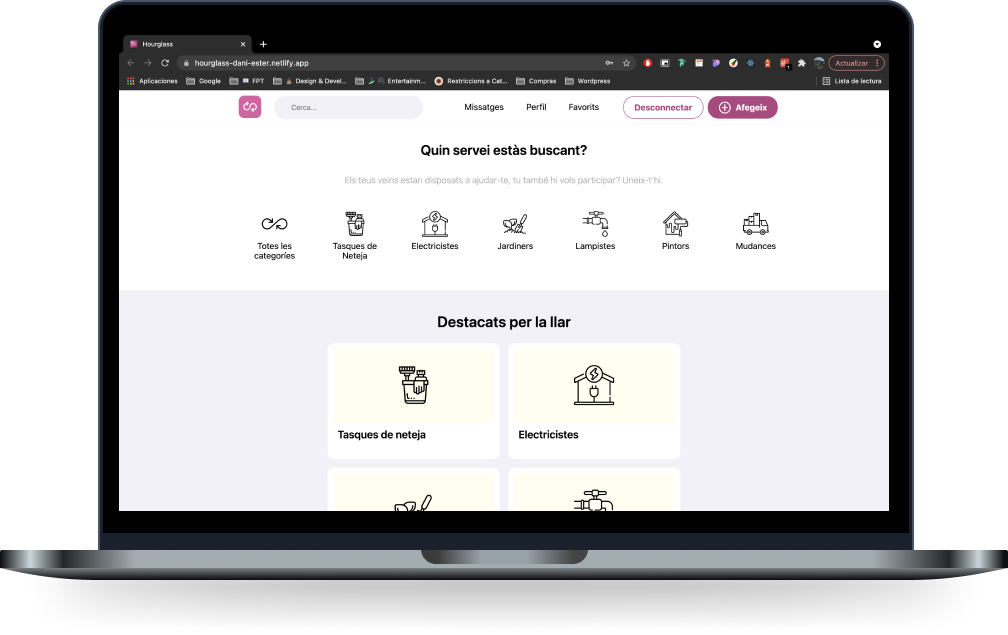 Hourglass
hourglass-dani-ester.netlify.app
Actualizar
Aplicaciones Google FPT Design & Devel... Entertainm... Restriccions a Cat... Compras Wordpress Lista de lectura
Cerca... Missatges Perfil Favorits Desconnectar Afegeix
Quin servei estàs buscant?
Els teus veins estan disposats a ajudar-te, tu també hi vols participar? Uneix-t'hi.
Totes les
categoríes
Tasques de
Neteja
Electricistes
Jardiners
Lampistes
Pintors
Mudances
Destacats per la llar
Tasques de neteja
Electricistes